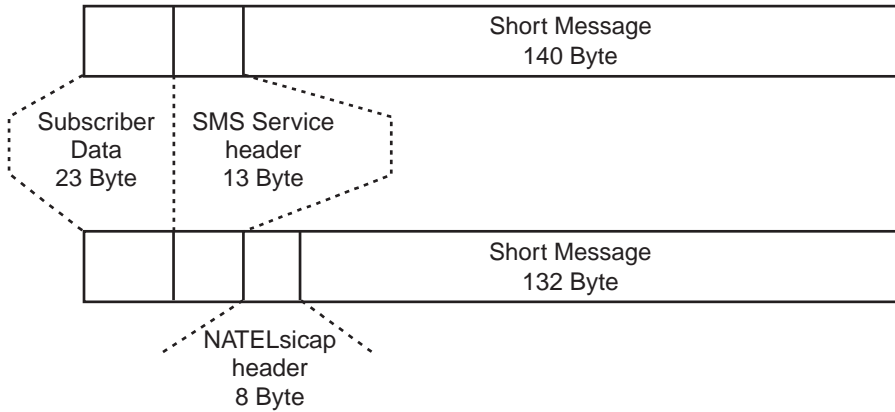 Short Message
140 Byte
Subscriber
Data
23 Byte
SMS Service
header
13 Byte
Short Message
132 Byte
NATELsicap
header
8 Byte